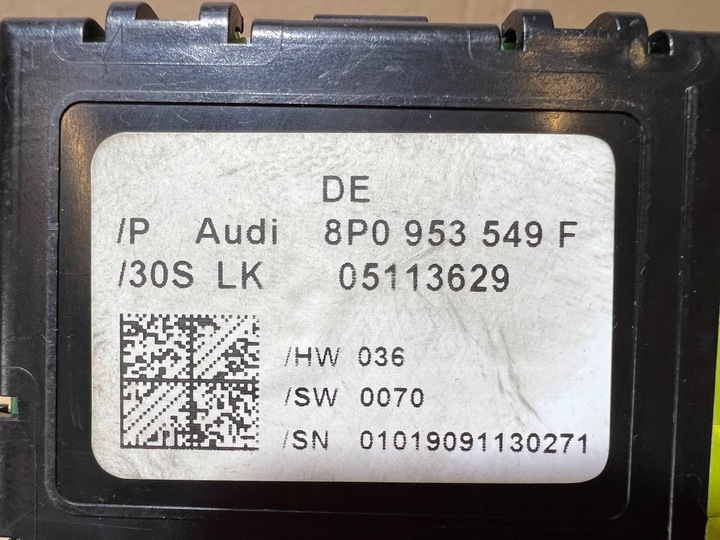 DE
/P Audi 8P0 953 549 F
/30S LK 05113629
/HW 036
/SW 0070
/SN 01019091130271